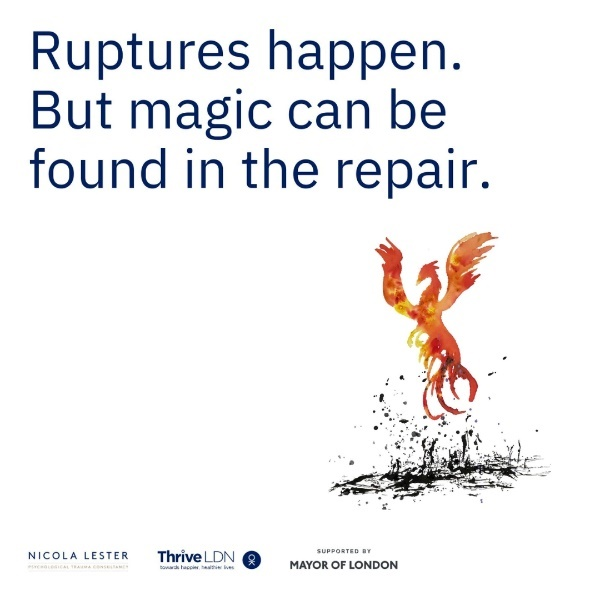 Ruptures happen.
But magic can be
found in the repair.
NICOLA LESTER
PSYCHOLOGICAL TRAUMA CONSULTANCY
Thrive LDN
towards happier, healthier lives
SUPPORTED BY
MAYOR OF LONDON